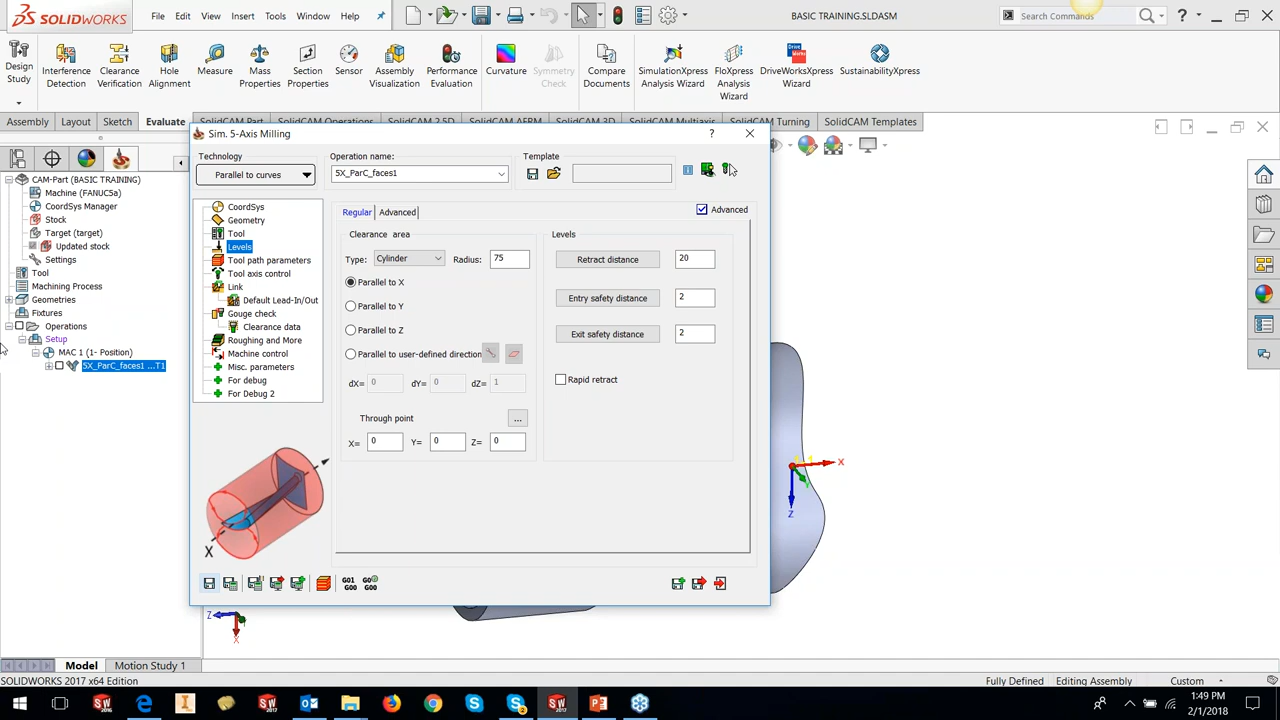 SOLIDWORKS File Edit View Insert Tools Window Help BASIC TRAINING.SLDASM Search Commands ?
Design Study
Interference Detection
Clearance Verification
Hole Alignment
Measure
Mass Properties
Section Properties
Sensor
Assembly Visualization
Performance Evaluation
Curvature
Symmetry Check
Compare Documents
SimulationXpress Analysis Wizard
FloXpress Analysis Wizard
DriveWorksXpress Wizard
SustainabilityXpress
Assembly Layout Sketch Evaluate SolidCAM Part SolidCAM Operations SolidCAM 2.5D SolidCAM AFRM SolidCAM 3D SolidCAM Multiaxis SolidCAM Turning SolidCAM Templates
CAM-Part (BASIC TRAINING)
Machine (FANUC5a)
CoordSys Manager
Stock
Target (target)
Updated stock
Settings
Tool
Machining Process
Geometries
Fixtures
Operations
Setup
MAC 1 (1- Position)
5X_ParC_faces1 ...T1
Sim. 5-Axis Milling ?
Technology
Parallel to curves
Operation name:
5X_ParC_faces1
Template
CoordSys
Geometry
Tool
Levels
Tool path parameters
Tool axis control
Link
Default Lead-In/Out
Gouge check
Clearance data
Roughing and More
Machine control
Misc. parameters
For debug
For Debug 2
X
Regular Advanced
Advanced
Clearance area
Type: Cylinder Radius: 75
Parallel to X
Parallel to Y
Parallel to Z
Parallel to user-defined direction
dX= 0 dY= 0 dZ= 1
Through point ...
X= 0 Y= 0 Z= 0
Levels
Retract distance 20
Entry safety distance 2
Exit safety distance 2
Rapid retract
G01 G00 G0 G00
X
Y
Z
Z
X
Model Motion Study 1
SOLIDWORKS 2017 x64 Edition Fully Defined Editing Assembly Custom
1:49 PM
2/1/2018